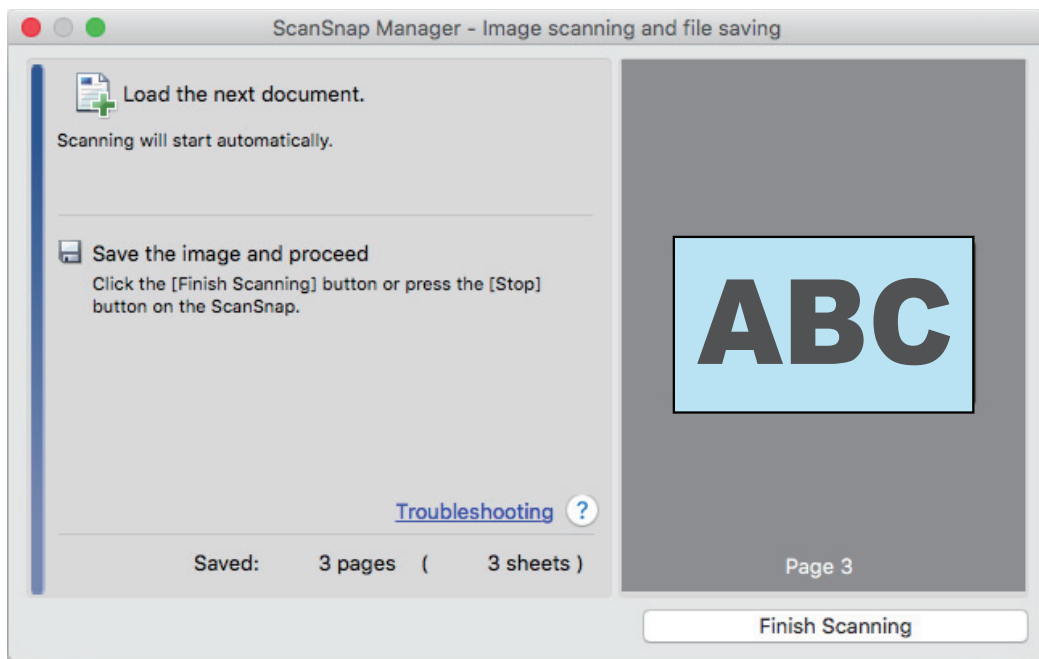 ScanSnap Manager - Image scanning and file saving
Load the next document.
Scanning will start automatically.
Save the image and proceed
Click the [Finish Scanning] button or press the [Stop]
button on the ScanSnap.
Troubleshooting ?
Saved: 3 pages ( 3 sheets )
ABC
Page 3
Finish Scanning